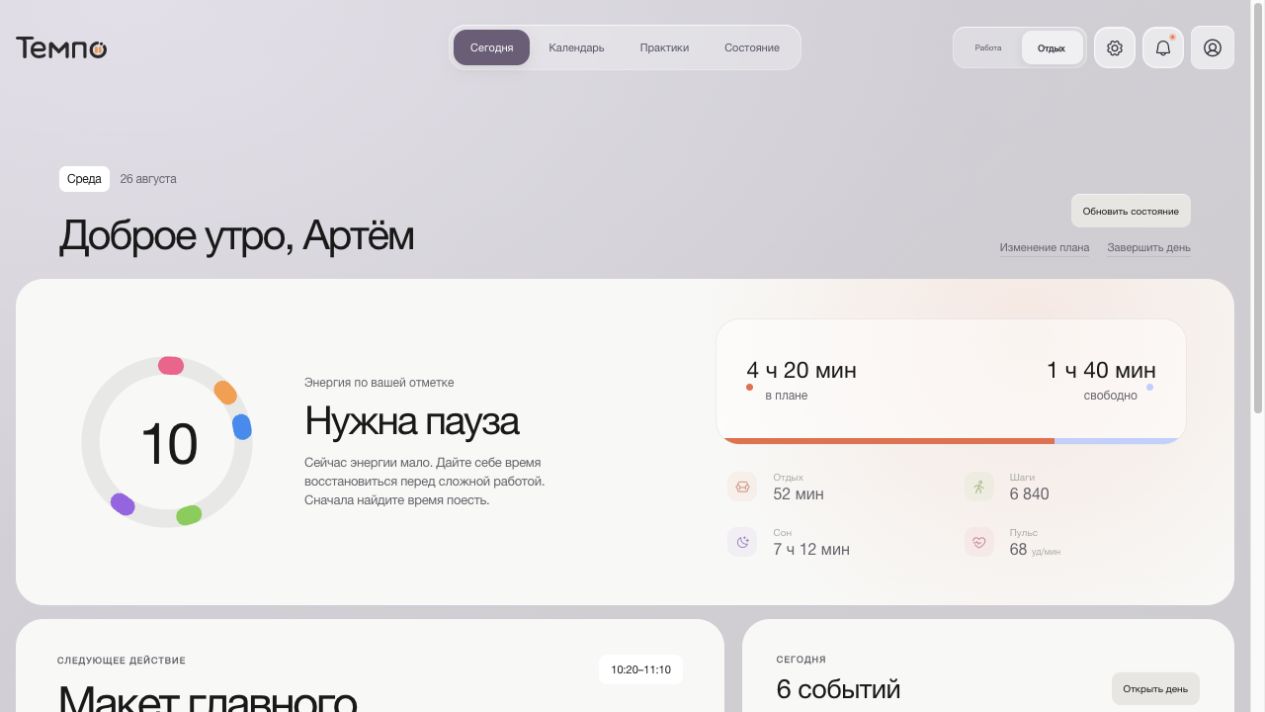 Темпо
Сегодня
Календарь
Практики
Состояние
Работа
Отдых
Среда
26 августа
Доброе утро, Артём
Обновить состояние
Изменение плана
Завершить день
10
Энергия по вашей отметке
Нужна пауза
Сейчас энергии мало. Дайте себе время
восстановиться перед сложной работой.
Сначала найдите время поесть.
4 ч 20 мин
в плане
1 ч 40 мин
свободно
Отдых
52 мин
Шаги
6 840
Сон
7 ч 12 мин
Пульс
68 уд/мин
СЛЕДУЮЩЕЕ ДЕЙСТВИЕ
10:20–11:10
Макет главного
СЕГОДНЯ
6 событий
Открыть день